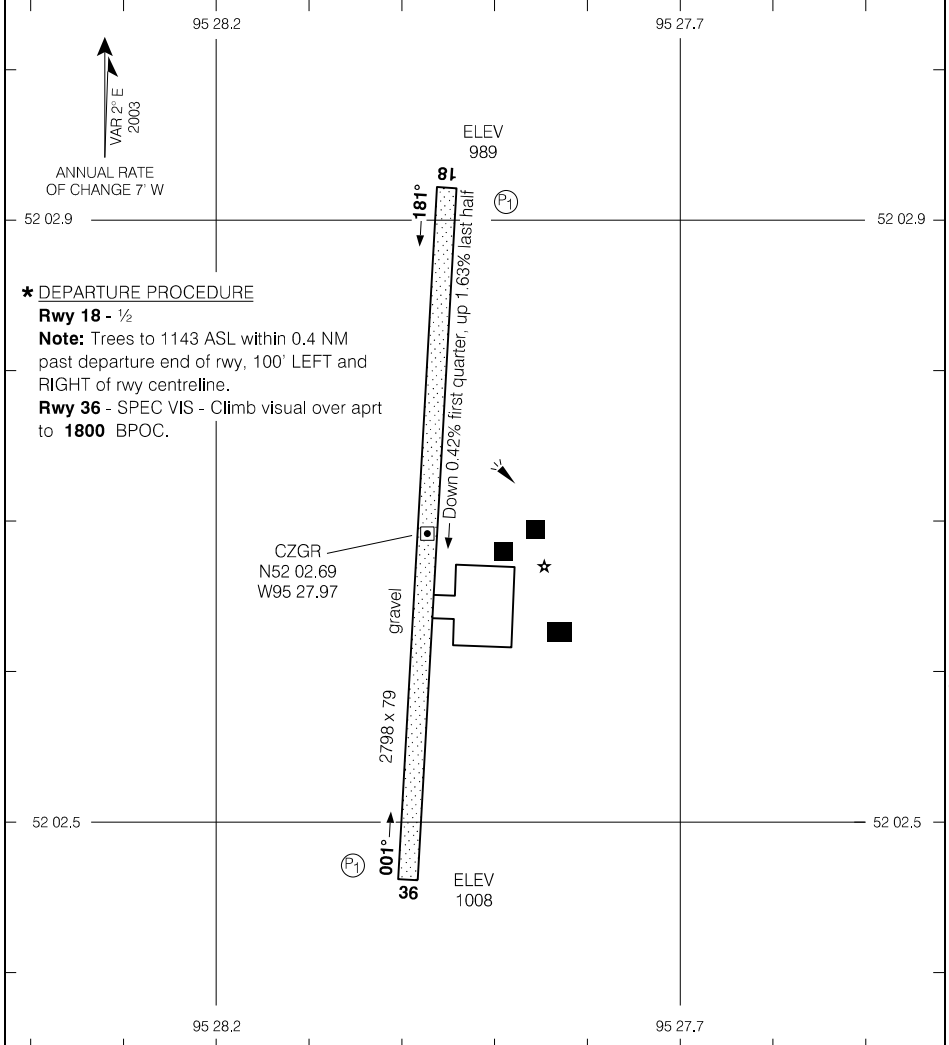 95 28.2
95 27.7
VAR 2° E
2003
ANNUAL RATE
OF CHANGE 7' W
ELEV
989
18
181°
P1
52 02.9
52 02.9
Down 0.42% first quarter, up 1.63% last half
* DEPARTURE PROCEDURE
Rwy 18 - ½
Note: Trees to 1143 ASL within 0.4 NM
past departure end of rwy, 100' LEFT and
RIGHT of rwy centreline.
Rwy 36 - SPEC VIS - Climb visual over aprt
to 1800 BPOC.
CZGR
N52 02.69
W95 27.97
gravel
2798 x 79
52 02.5
52 02.5
001°
P1
36
ELEV
1008
95 28.2
95 27.7